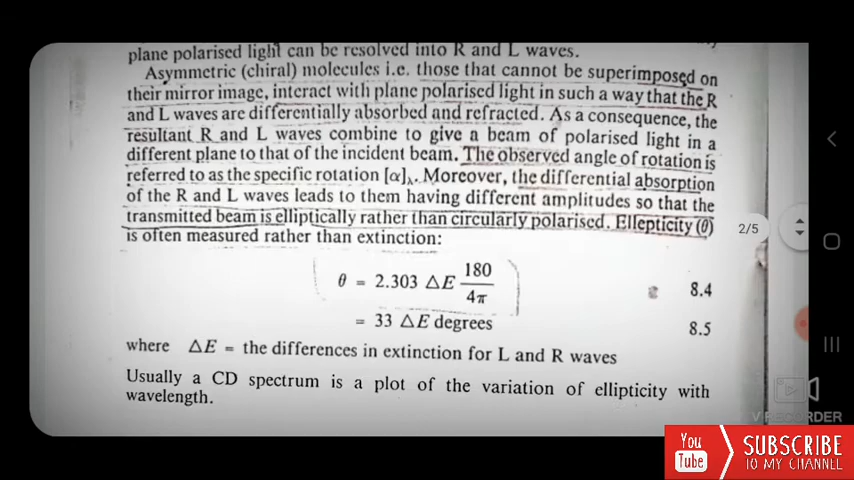 plane polarised light can be resolved into R and L waves.
Asymmetric (chiral) molecules i.e. those that cannot be superimposed on
their mirror image, interact with plane polarised light in such a way that the R
and L waves are differentially absorbed and refracted. As a consequence, the
resultant R and L waves combine to give a beam of polarised light in a
different plane to that of the incident beam. The observed angle of rotation is
referred to as the specific rotation [α]λ. Moreover, the differential absorption
of the R and L waves leads to them having different amplitudes so that the
transmitted beam is elliptically rather than circularly polarised. Ellepticity (θ)
is often measured rather than extinction:
θ = 2.303 ΔE 180/4π 8.4
= 33 ΔE degrees 8.5
where ΔE = the differences in extinction for L and R waves
Usually a CD spectrum is a plot of the variation of ellipticity with
wavelength.
2/5
V RECORDER
You Tube
SUBSCRIBE
TO MY CHANNEL